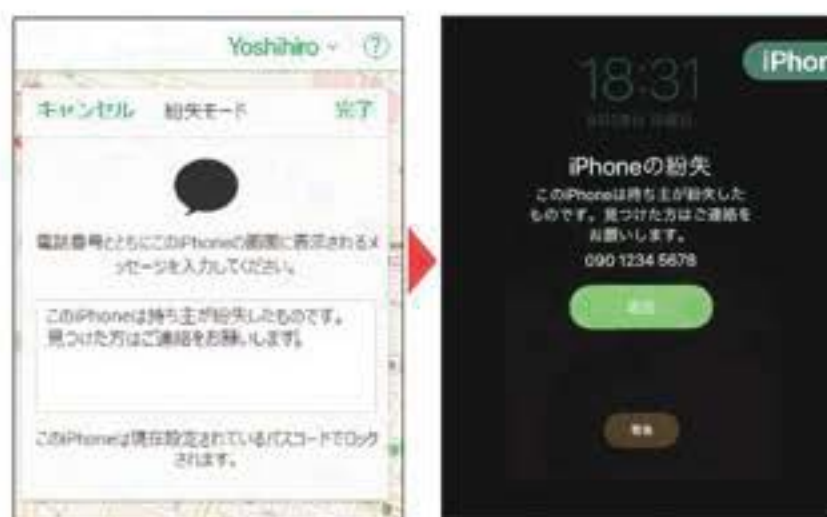 Yoshihiro
?
キャンセル 紛失モード 完了
電話番号とともにこのiPhoneの画面に表示されるメ
ッセージを入力してください。
このiPhoneは持ち主が紛失したものです。
見つけた方はご連絡をお願いします。
このiPhoneは現在設定されているパスコードでロック
されます。
iPhon
18:31
iPhoneの紛失
このiPhoneは持ち主が紛失した
ものです。見つけた方はご連絡を
お願いします。
090 1234 5678